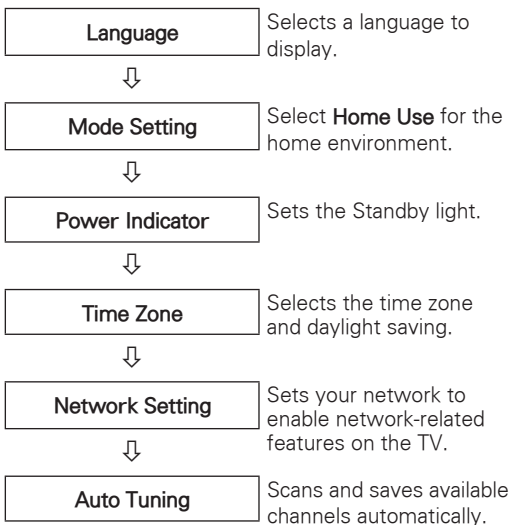 Language
Selects a language to
display.
Mode Setting
Select Home Use for the
home environment.
Power Indicator
Sets the Standby light.
Time Zone
Selects the time zone
and daylight saving.
Network Setting
Sets your network to
enable network-related
features on the TV.
Auto Tuning
Scans and saves available
channels automatically.